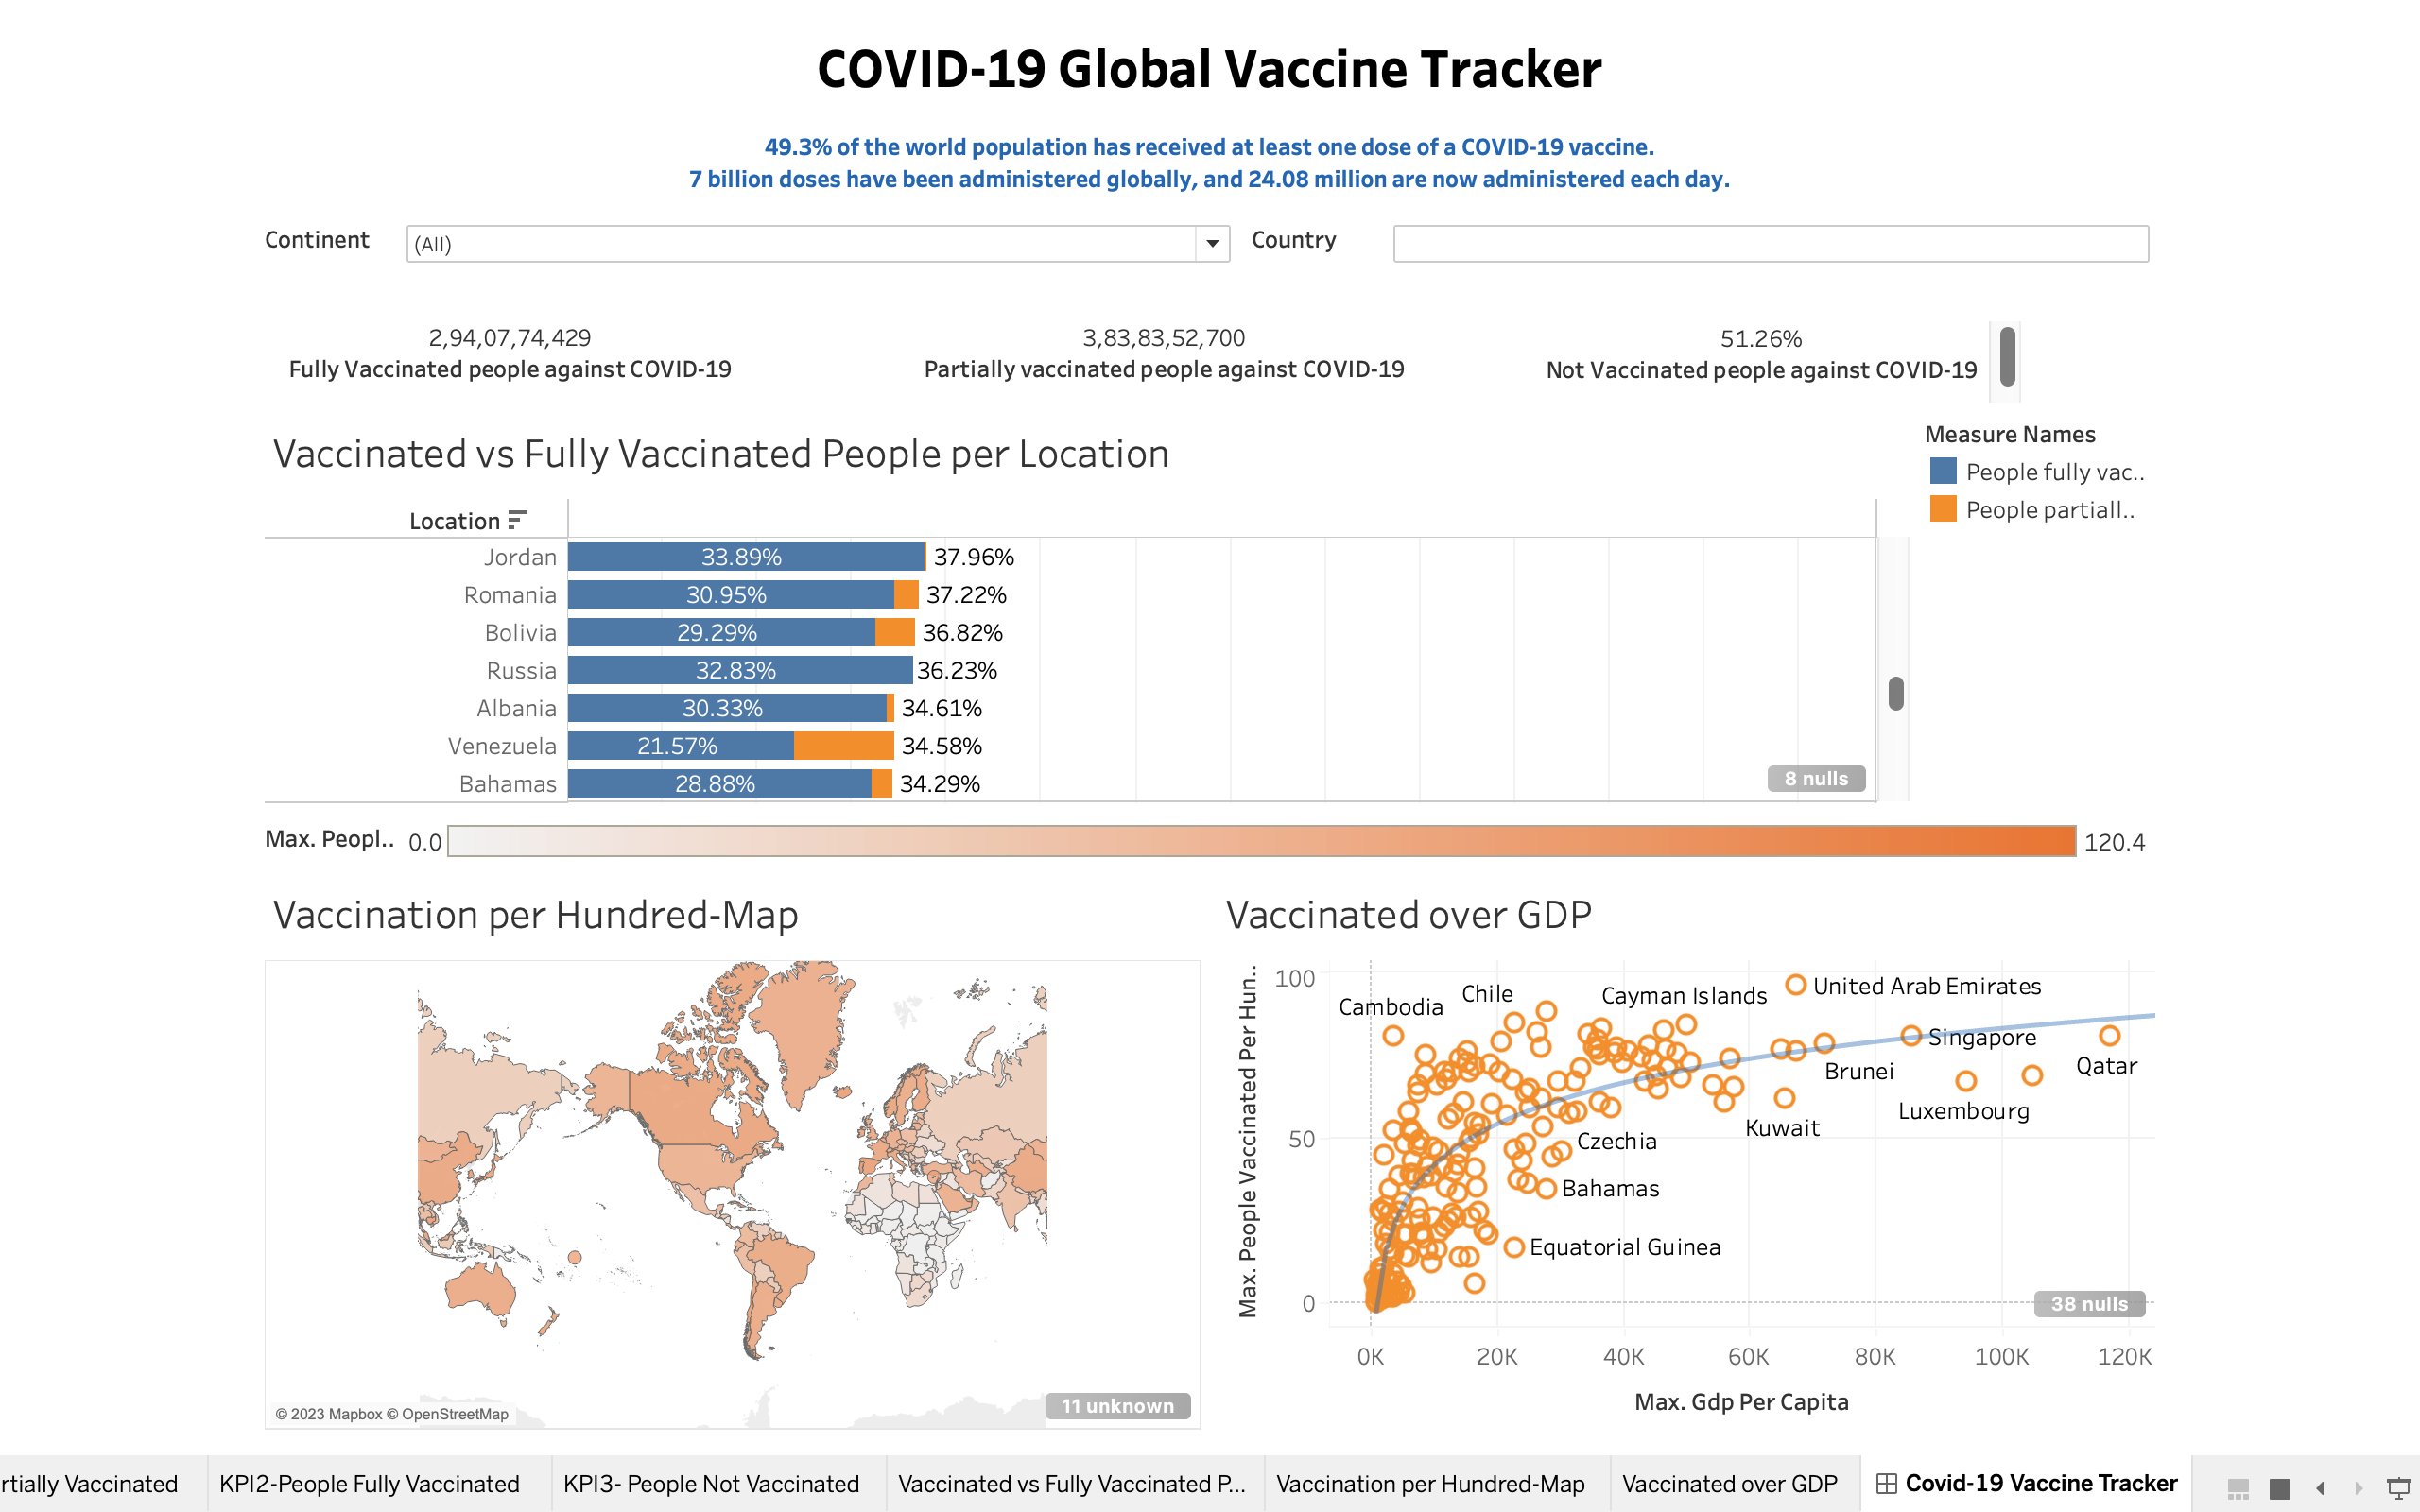 COVID-19 Global Vaccine Tracker
49.3% of the world population has received at least one dose of a COVID-19 vaccine.
7 billion doses have been administered globally, and 24.08 million are now administered each day.
Continent (All) Country
2,94,07,74,429 3,83,83,52,700 51.26%
Fully Vaccinated people against COVID-19 Partially vaccinated people against COVID-19 Not Vaccinated people against COVID-19
Vaccinated vs Fully Vaccinated People per Location
Measure Names
People fully vac..
People partiall..
Location
Jordan 33.89% 37.96%
Romania 30.95% 37.22%
Bolivia 29.29% 36.82%
Russia 32.83% 36.23%
Albania 30.33% 34.61%
Venezuela 21.57% 34.58%
Bahamas 28.88% 34.29%
8 nulls
Max. Peopl.. 0.0 120.4
Vaccination per Hundred-Map
© 2023 Mapbox © OpenStreetMap
11 unknown
Vaccinated over GDP
Max. People Vaccinated Per Hun..
100
50
0
Cambodia
Chile
Cayman Islands
United Arab Emirates
Singapore
Qatar
Brunei
Luxembourg
Kuwait
Czechia
Bahamas
Equatorial Guinea
38 nulls
0K 20K 40K 60K 80K 100K 120K
Max. Gdp Per Capita
rtially Vaccinated KPI2-People Fully Vaccinated KPI3- People Not Vaccinated Vaccinated vs Fully Vaccinated P... Vaccination per Hundred-Map Vaccinated over GDP Covid-19 Vaccine Tracker